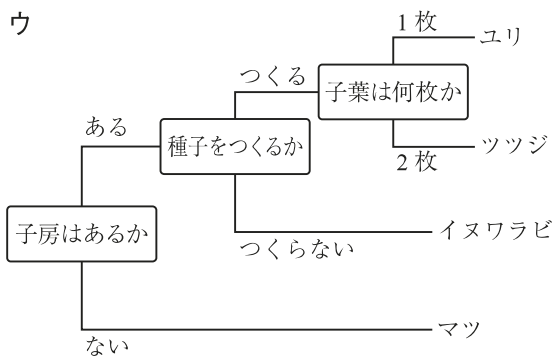 ウ
1枚
ユリ
つくる
子葉は何枚か
ある
種子をつくるか
2枚
ツツジ
子房はあるか
つくらない
イヌワラビ
ない
マツ